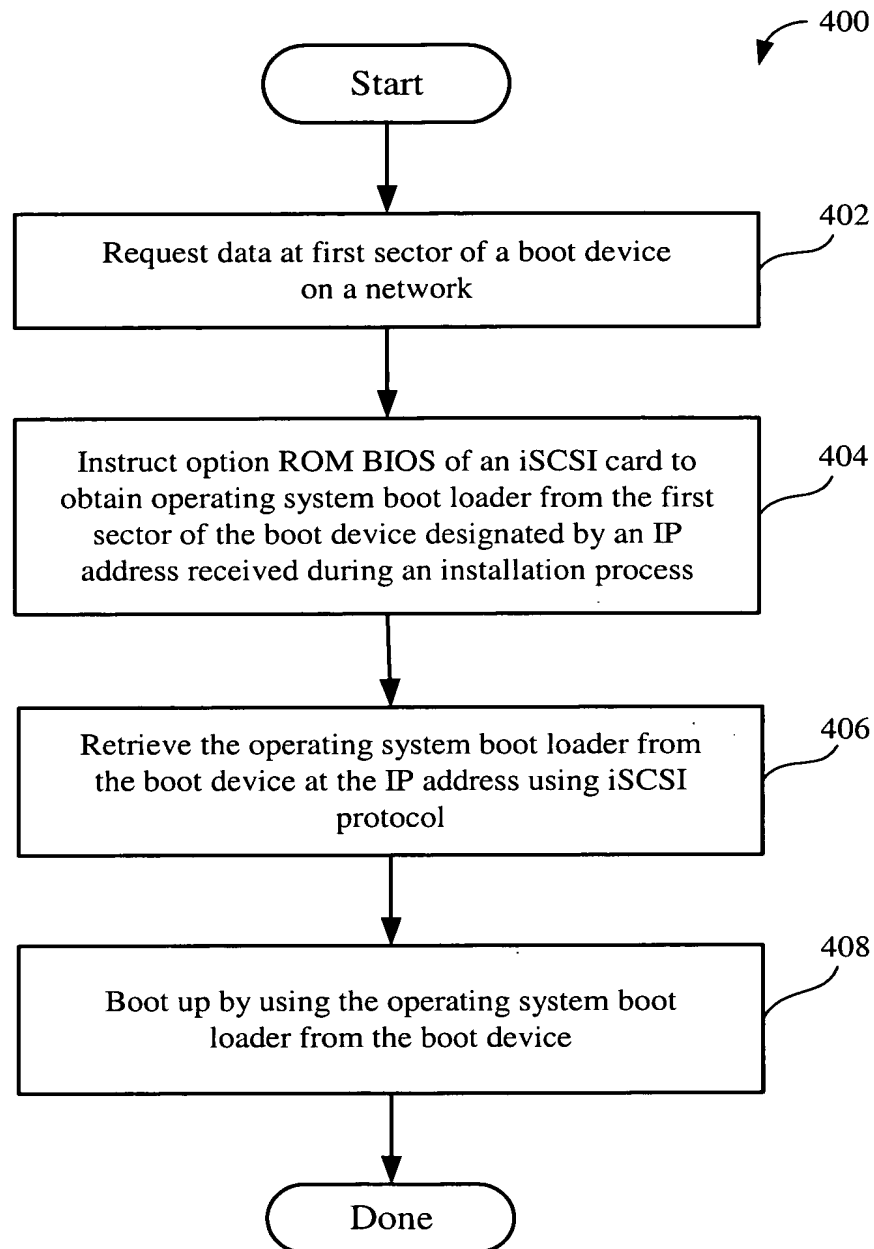 400
Start
402
Request data at first sector of a boot device
on a network
404
Instruct option ROM BIOS of an iSCSI card to
obtain operating system boot loader from the first
sector of the boot device designated by an IP
address received during an installation process
406
Retrieve the operating system boot loader from
the boot device at the IP address using iSCSI
protocol
408
Boot up by using the operating system boot
loader from the boot device
Done